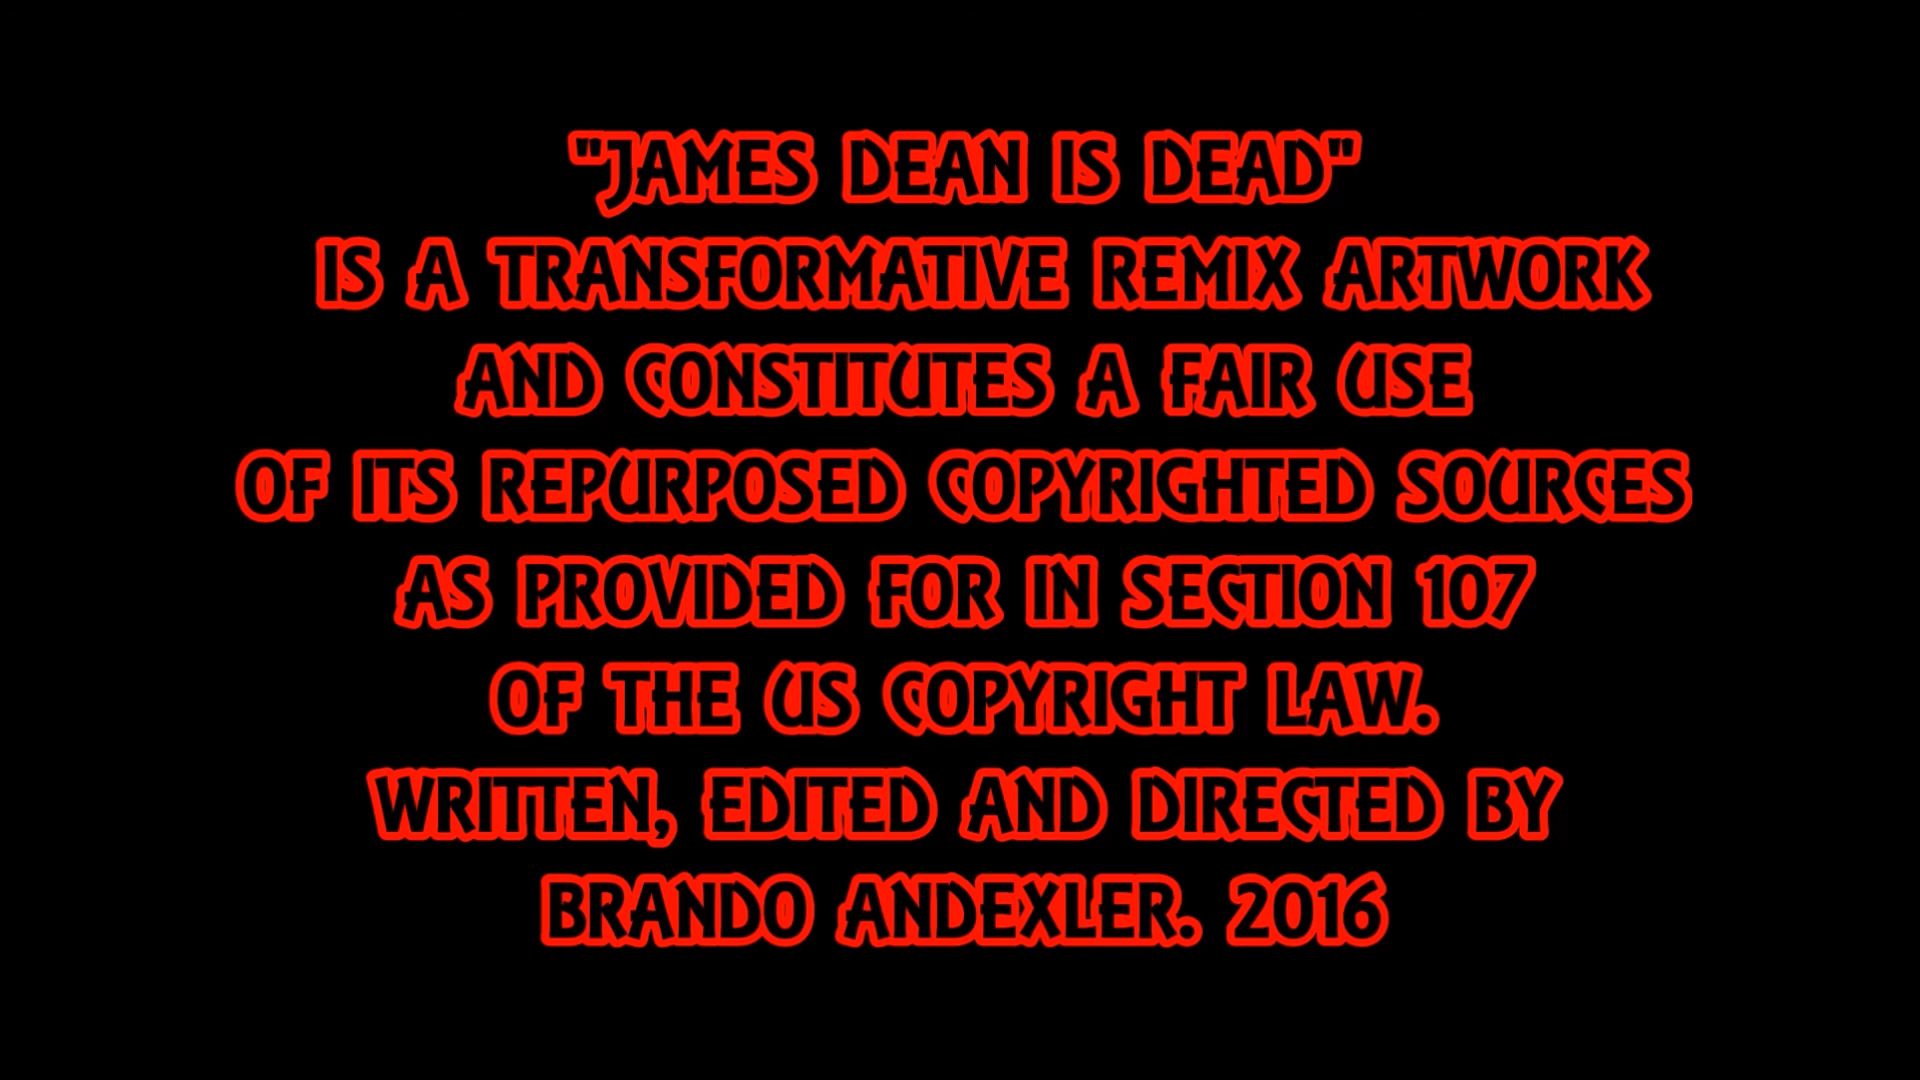 "JAMES DEAN IS DEAD"
IS A TRANSFORMATIVE REMIX ARTWORK
AND CONSTITUTES A FAIR USE
OF ITS REPURPOSED COPYRIGHTED SOURCES
AS PROVIDED FOR IN SECTION 107
OF THE US COPYRIGHT LAW.
WRITTEN, EDITED AND DIRECTED BY
BRANDO ANDEXLER. 2016